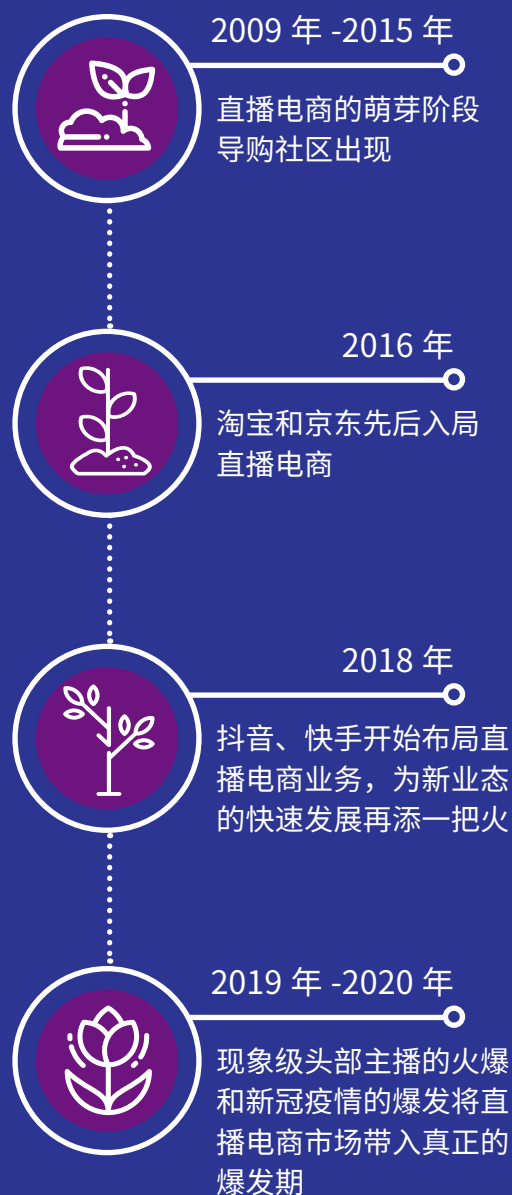 2009 年 -2015 年
直播电商的萌芽阶段
导购社区出现
2016 年
淘宝和京东先后入局
直播电商
2018 年
抖音、快手开始布局直
播电商业务，为新业态
的快速发展再添一把火
2019 年 -2020 年
现象级头部主播的火爆
和新冠疫情的爆发将直
播电商市场带入真正的
爆发期